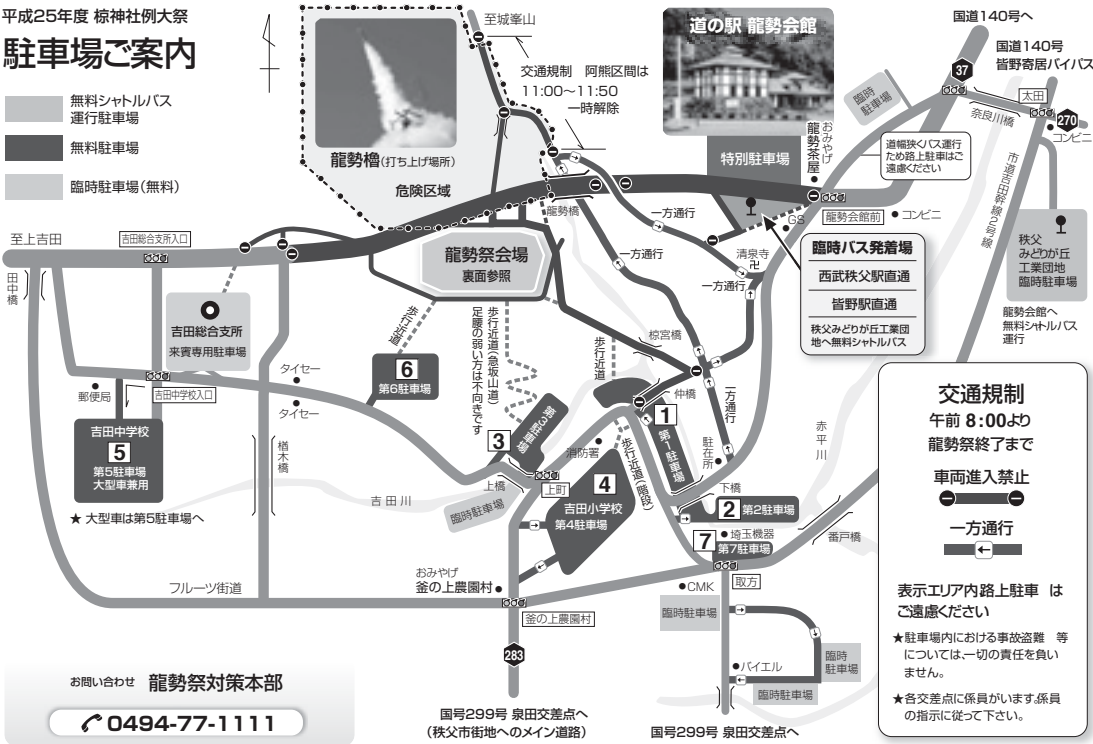 平成25年度 椋神社例大祭
駐車場ご案内
無料シャトルバス
運行駐車場
無料駐車場
臨時駐車場(無料)
至城峯山
交通規制 阿熊区間は
11:00〜11:50
一時解除
龍勢櫓(打ち上げ場所)
危険区域
道の駅 龍勢会館
特別駐車場
おみやげ
龍勢茶屋
国道140号へ
国道140号
皆野寄居バイパス
37
太田
270
コンビニ
奈良川橋
臨時
駐車場
道幅狭くバス運行
ため路上駐車はご
遠慮ください
市道吉田幹線2号線
龍勢会館前
コンビニ
GS
龍勢橋
一方通行
一方通行
一方通行
清泉寺
臨時バス発着場
西武秩父駅直通
皆野駅直通
秩父みどりが丘工業団
地へ無料シャトルバス
秩父
みどりが丘
工業団地
臨時駐車場
龍勢会館へ
無料シャトルバス
運行
至上吉田
吉田総合支所入口
田中橋
龍勢祭会場
裏面参照
吉田総合支所
来賓専用駐車場
歩行近道
歩行近道(急坂山道)
足腰の弱い方は不向きです
椋宮橋
歩行近道
仲橋
一方通行
6
第6駐車場
タイセー
タイセー
郵便局
吉田中学校入口
吉田中学校
5
第5駐車場
大型車兼用
★ 大型車は第5駐車場へ
楢木橋
吉田川
3
第3駐車場
上橋
上町
臨時駐車場
消防署
4
吉田小学校
第4駐車場
歩行近道(階段)
1
第1駐車場
駐在所
下橋
2
第2駐車場
埼玉機器
7
第7駐車場
赤平川
番戸橋
取方
CMK
臨時駐車場
バイエル
臨時
駐車場
臨時駐車場
フルーツ街道
おみやげ
釜の上農園村
釜の上農園村
283
国号299号 泉田交差点へ
(秩父市街地へのメイン道路)
国号299号 泉田交差点へ
交通規制
午前 8:00より
龍勢祭終了まで
車両進入禁止
一方通行
表示エリア内路上駐車 は
ご遠慮ください
★駐車場内における事故盗難 等
については、一切の責任を負い
ません。
★各交差点に係員がいます。係員
の指示に従って下さい。
お問い合わせ 龍勢祭対策本部
0494-77-1111